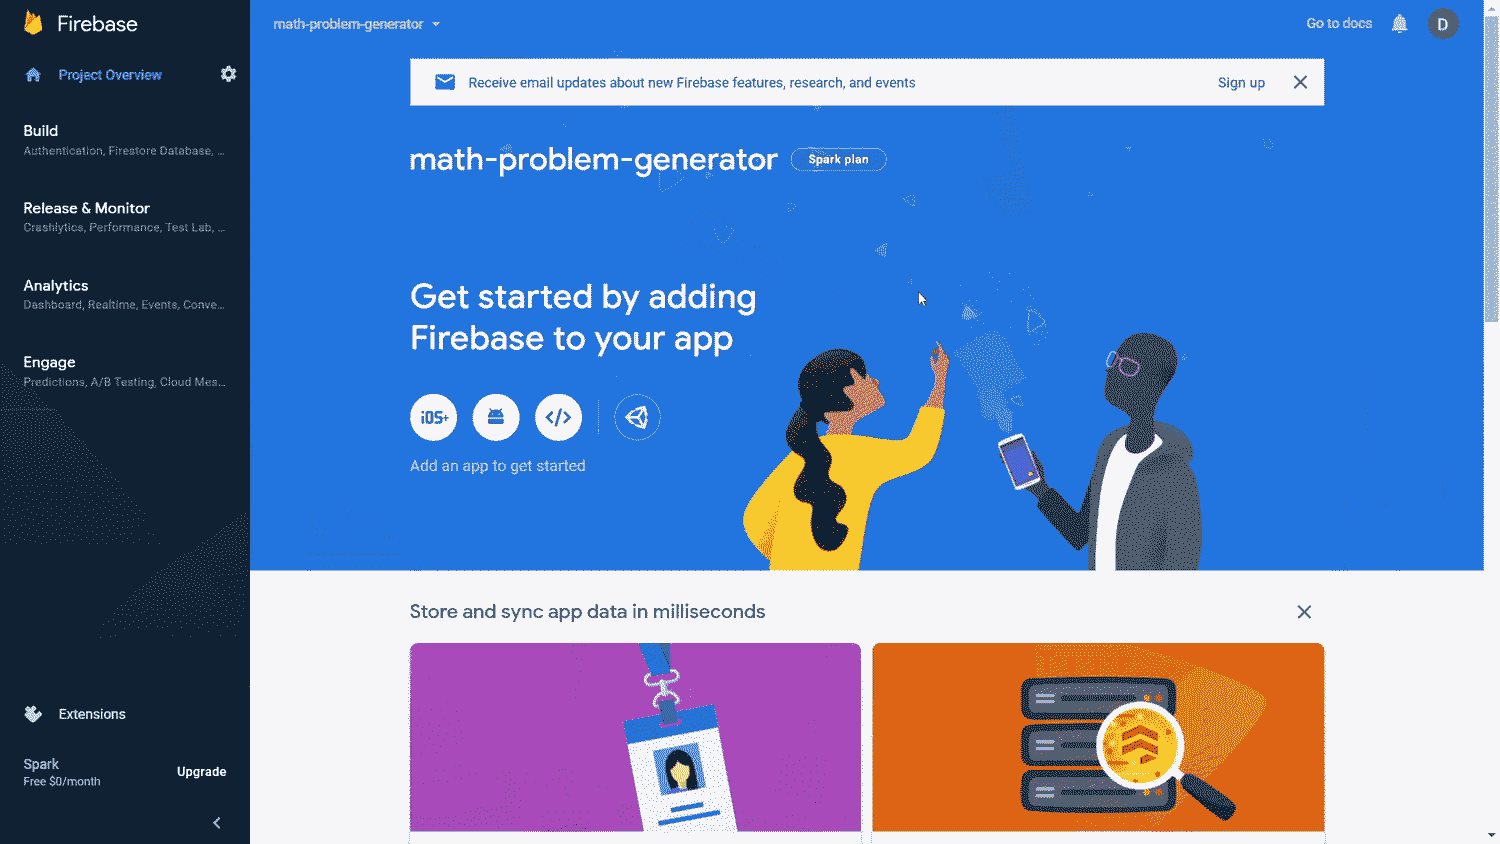 Firebase
Project Overview
Build
Authentication, Firestore Database, ...
Release & Monitor
Crashlytics, Performance, Test Lab, ...
Analytics
Dashboard, Realtime, Events, Conve...
Engage
Predictions, A/B Testing, Cloud Mes...
Extensions
Spark
Free $0/month
Upgrade
math-problem-generator
Go to docs
D
Receive email updates about new Firebase features, research, and events
Sign up
math-problem-generator
Spark plan
Get started by adding
Firebase to your app
iOS+
Add an app to get started
Store and sync app data in milliseconds